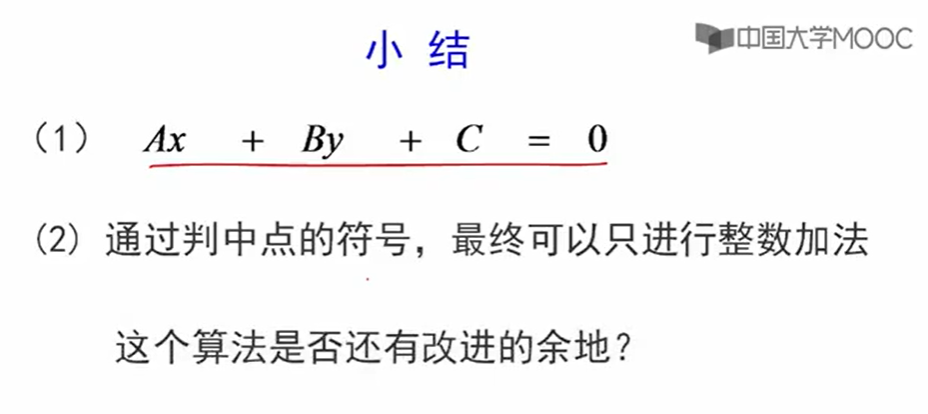 中国大学MOOC
小 结
（1） Ax + By + C = 0
（2）通过判中点的符号，最终可以只进行整数加法
这个算法是否还有改进的余地？